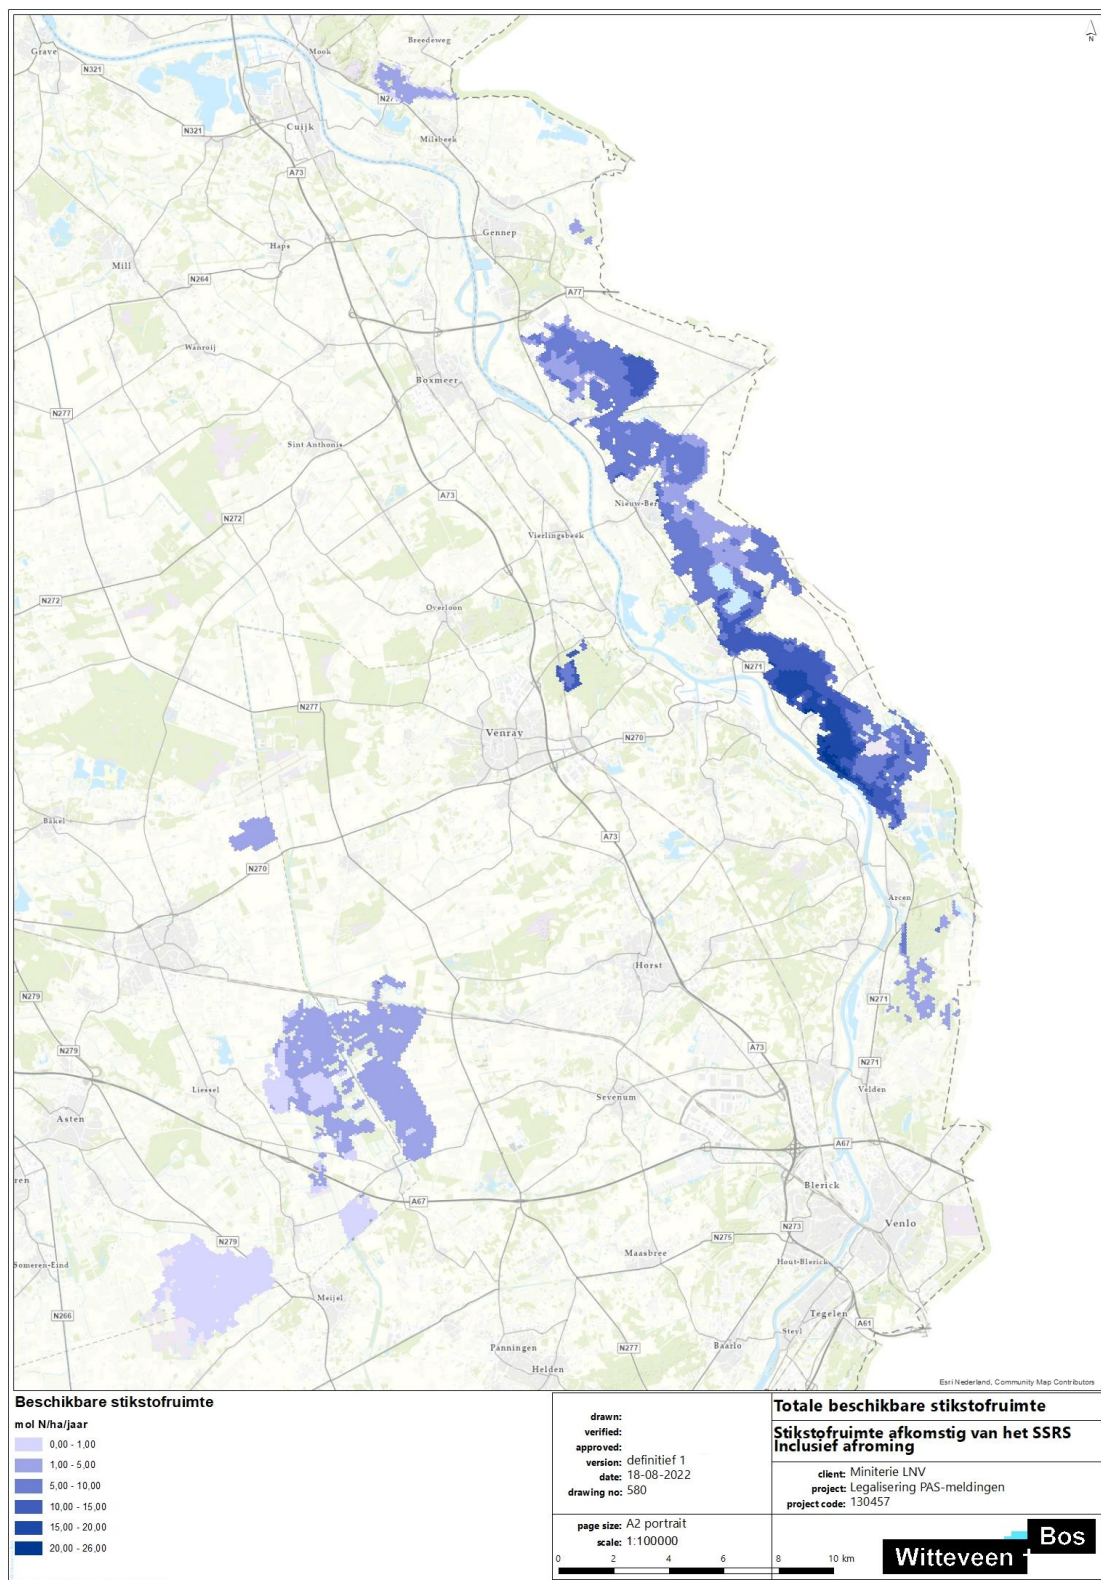 N
Breedeweg
Mook
Grave
N321
N27
Cuijk
N321
Milsbeek
A73
Gennep
Haps
Mill
N264
A77
Wanroij
Boxmeer
N277
Sint Anthonis
A73
Nieuw-Ber
N272
Vierlingsbeek
N272
Overloon
N271
N277
Venray
N270
Bakel
A73
N270
Arcen
Horst
N279
N271
N279
A73
N271
Liessel
Velden
Sevenum
Asten
A67
ren
Blerick
A67
Venlo
N273
N275
N279
Maasbree
Someren-Eind
Hout-Blerick
Meijel
N266
Tegelen
A61
Steyl
Panningen
N277
Baarlo
Helden
Esri Nederland, Community Map Contributors
Beschikbare stikstofruimte
mol N/ha/jaar
0,00 - 1,00
1,00 - 5,00
5,00 - 10,00
10,00 - 15,00
15,00 - 20,00
20,00 - 26,00
drawn:
verified:
approved:
version: definitief 1
date: 18-08-2022
drawing no: 580
page size: A2 portrait
scale: 1:100000
0 2 4 6 8 10 km
Totale beschikbare stikstofruimte
Stikstofruimte afkomstig van het SSRS
Inclusief afroming
client: Miniterie LNV
project: Legalisering PAS-meldingen
project code: 130457
Witteveen + Bos